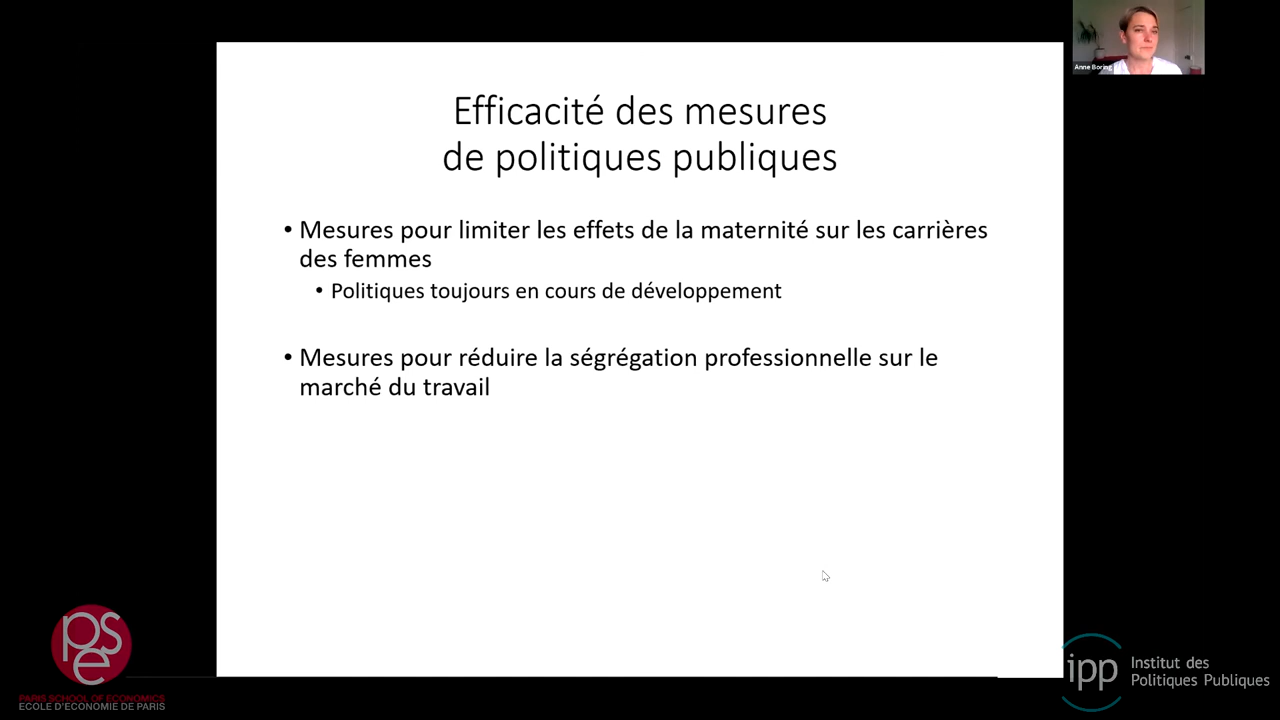 Anne Boring
Efficacité des mesures
de politiques publiques
• Mesures pour limiter les effets de la maternité sur les carrières
des femmes
• Politiques toujours en cours de développement
• Mesures pour réduire la ségrégation professionnelle sur le
marché du travail
pse
PARIS SCHOOL OF ECONOMICS
ECOLE D'ECONOMIE DE PARIS
ipp
Institut des
Politiques Publiques